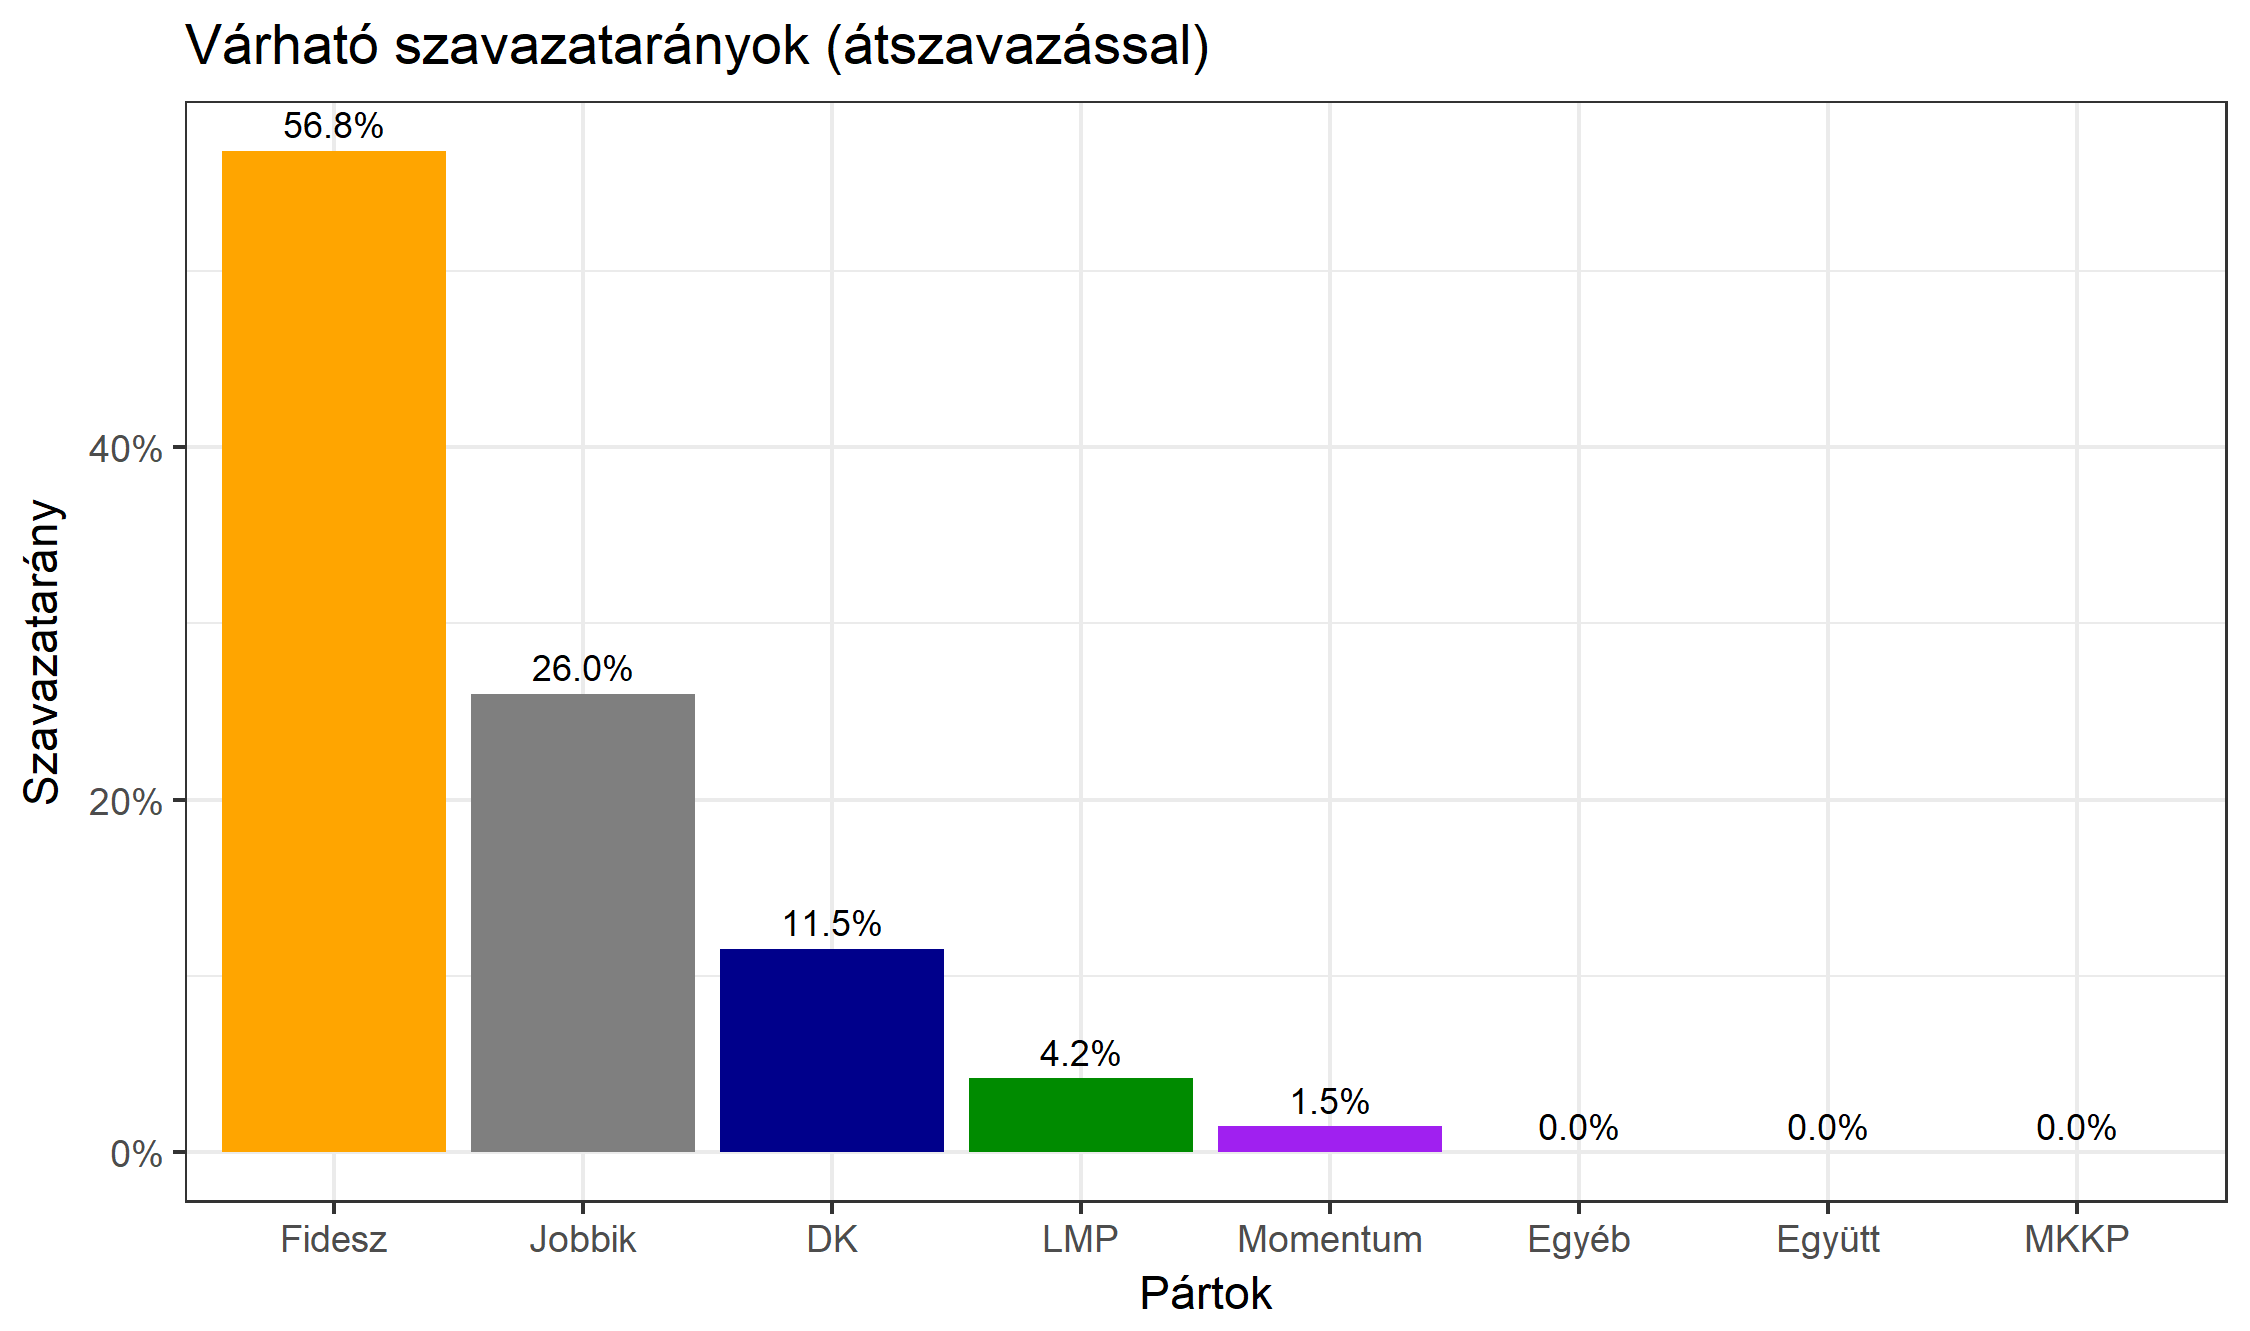 Várható szavazatarányok (átszavazással)
56.8%
26.0%
11.5%
4.2%
1.5%
0.0%
0.0%
0.0%
40%
20%
0%
Szavazatarány
Fidesz
Jobbik
DK
LMP
Momentum
Egyéb
Együtt
MKKP
Pártok